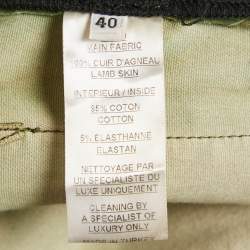 40
MAIN FABRIC
100% CUIR D'AGNEAU
LAMB SKIN
INTERIEUR / INSIDE
95% COTON
COTTON
5% ELASTHANNE
ELASTAN
NETTOYAGE PAR
UN SPECIALISTE DU
LUXE UNIQUEMENT
CLEANING BY
A SPECIALIST OF
LUXURY ONLY
MADE IN TURKEY